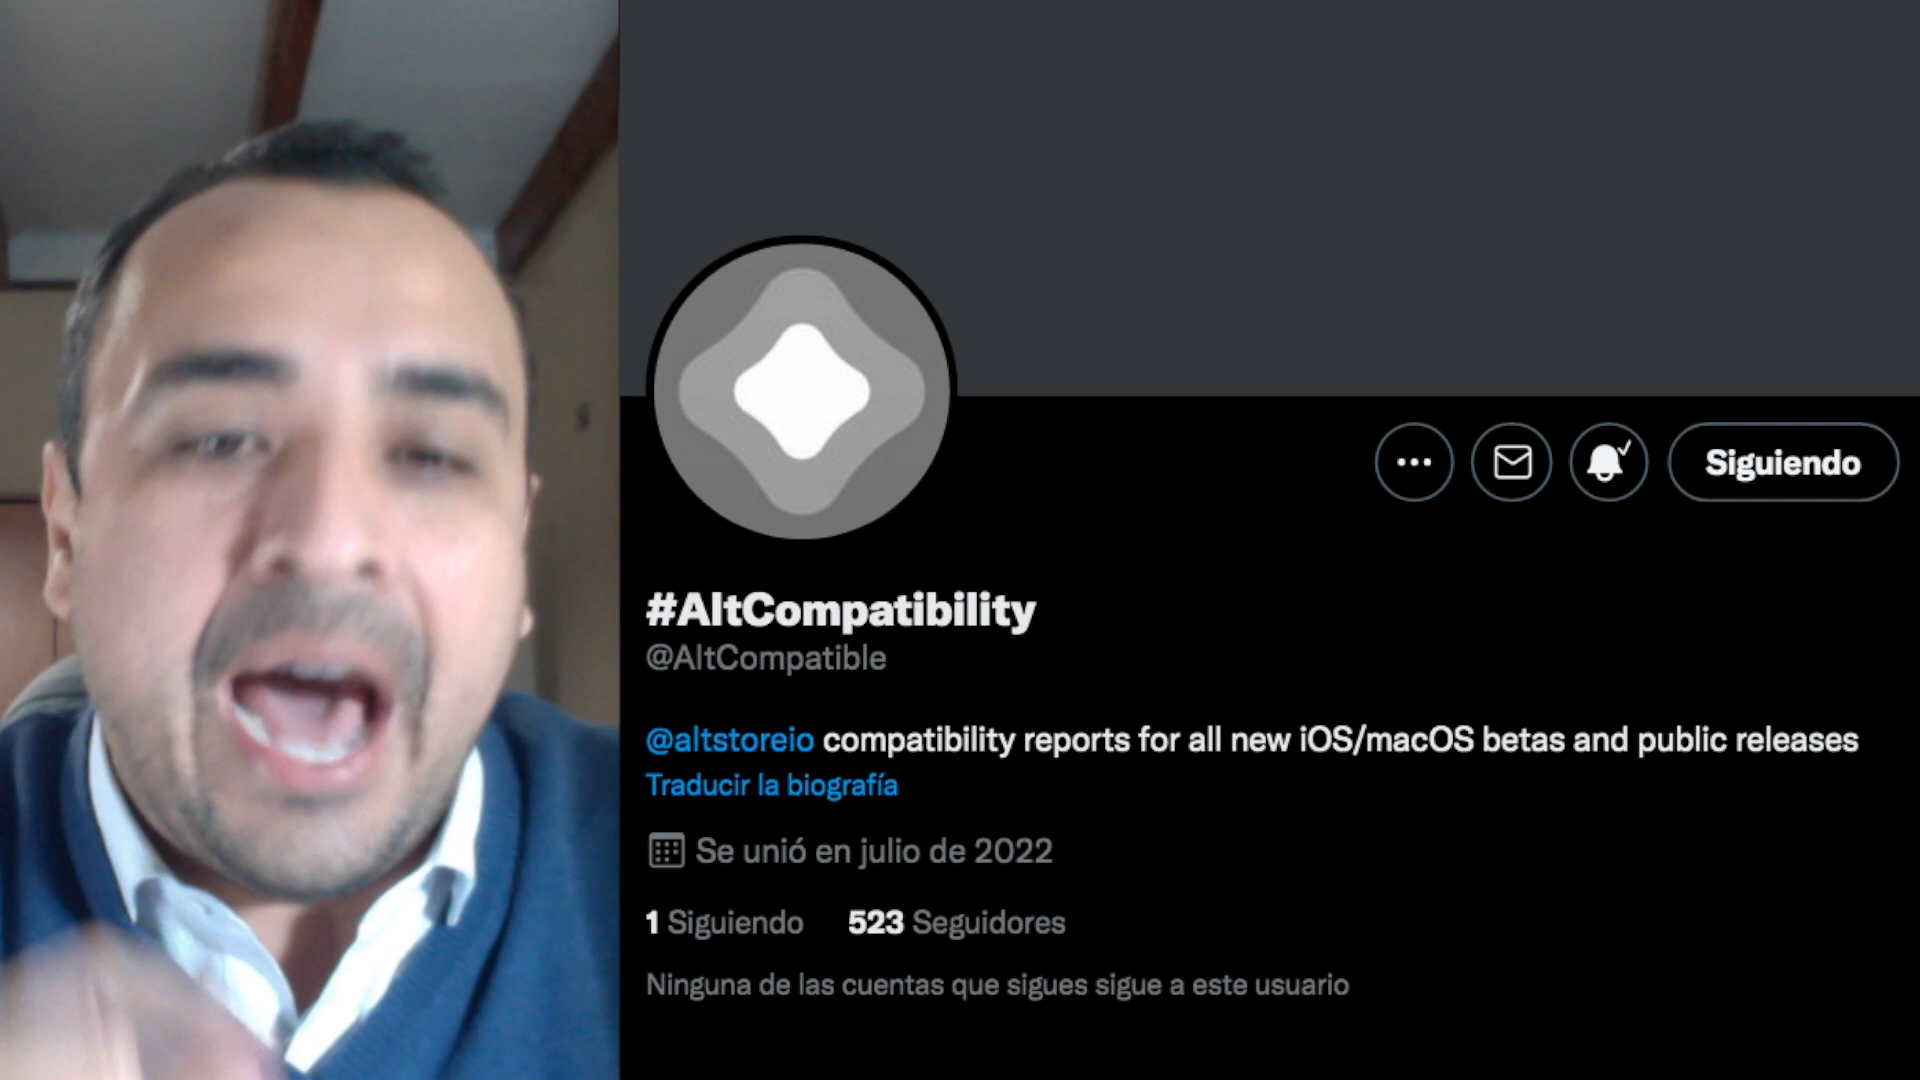 Siguiendo
#AltCompatibility
@AltCompatible
@altstoreio compatibility reports for all new iOS/macOS betas and public releases
Traducir la biografía
Se unió en julio de 2022
1 Siguiendo 523 Seguidores
Ninguna de las cuentas que sigues sigue a este usuario